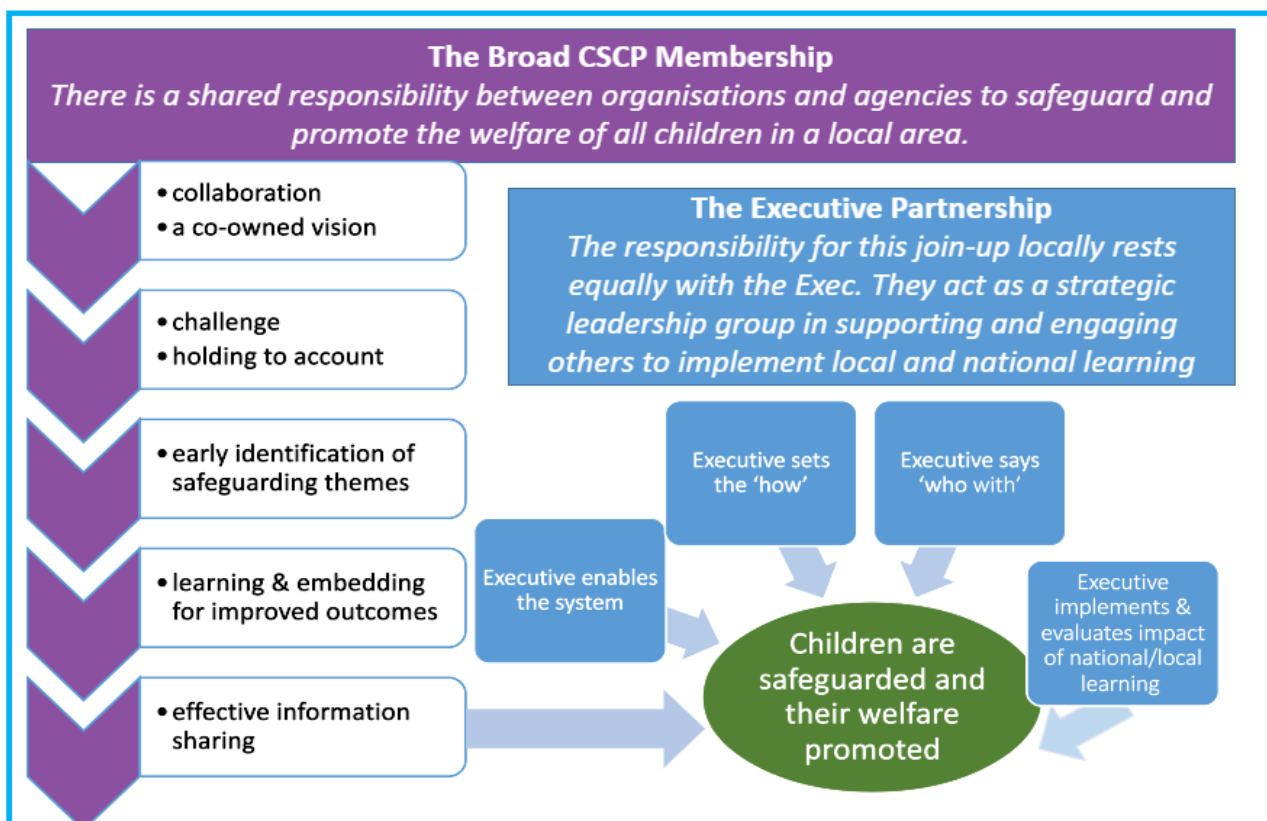 The Broad CSCP Membership
There is a shared responsibility between organisations and agencies to safeguard and
promote the welfare of all children in a local area.
• collaboration
• a co-owned vision
• challenge
• holding to account
• early identification of
safeguarding themes
• learning & embedding
for improved outcomes
• effective information
sharing
The Executive Partnership
The responsibility for this join-up locally rests
equally with the Exec. They act as a strategic
leadership group in supporting and engaging
others to implement local and national learning
Executive enables
the system
Executive sets
the ‘how’
Executive says
‘who with’
Executive
implements &
evaluates impact
of national/local
learning
Children are
safeguarded and
their welfare
promoted